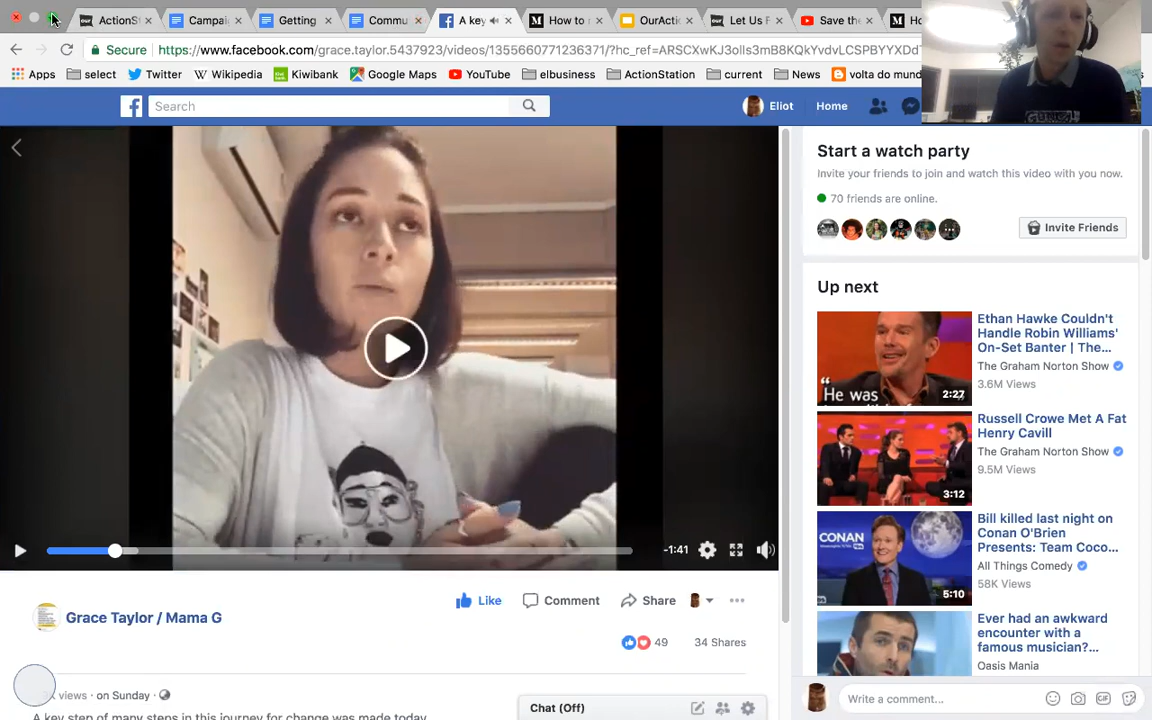 ActionS
Campai
Getting
Commu
A key
How to r
OurActi
Let Us F
Save the
Ho
Secure https://www.facebook.com/grace.taylor.5437923/videos/1355660771236371/?hc_ref=ARSCXwKJ3olIs3mB8KQkYvdvLCSPBYYXDdT
Apps select Twitter Wikipedia Kiwibank Google Maps YouTube elbusiness ActionStation current News volta do mund
Search
Eliot Home
Start a watch party
Invite your friends to join and watch this video with you now.
70 friends are online.
Invite Friends
Up next
Ethan Hawke Couldn't
Handle Robin Williams'
On-Set Banter | The...
The Graham Norton Show
3.6M Views
"He was
2:27
Russell Crowe Met A Fat
Henry Cavill
The Graham Norton Show
9.5M Views
3:12
Bill killed last night on
Conan O'Brien
Presents: Team Coco...
All Things Comedy
58K Views
CONAN
5:10
Ever had an awkward
encounter with a
famous musician?...
Oasis Mania
-1:41
Like Comment Share
Grace Taylor / Mama G
49 34 Shares
views · on Sunday ·
A key step of many steps in this journey for change was made today
Chat (Off)
Write a comment...
GIF